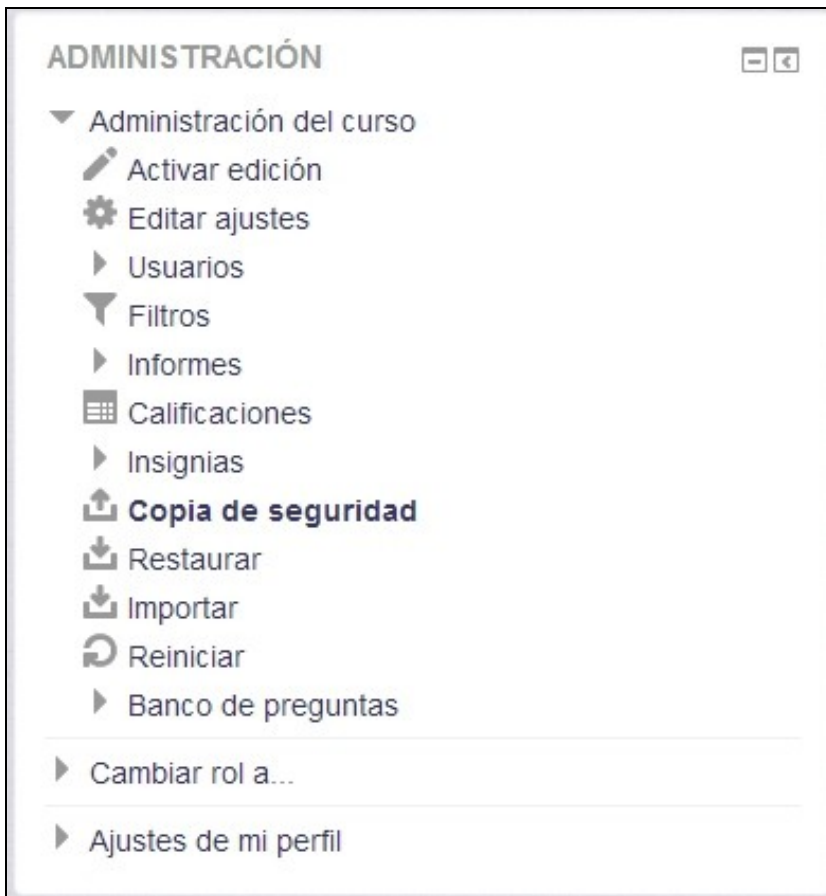 ADMINISTRACIÓN
Administración del curso
Activar edición
Editar ajustes
Usuarios
Filtros
Informes
Calificaciones
Insignias
Copia de seguridad
Restaurar
Importar
Reiniciar
Banco de preguntas
Cambiar rol a...
Ajustes de mi perfil